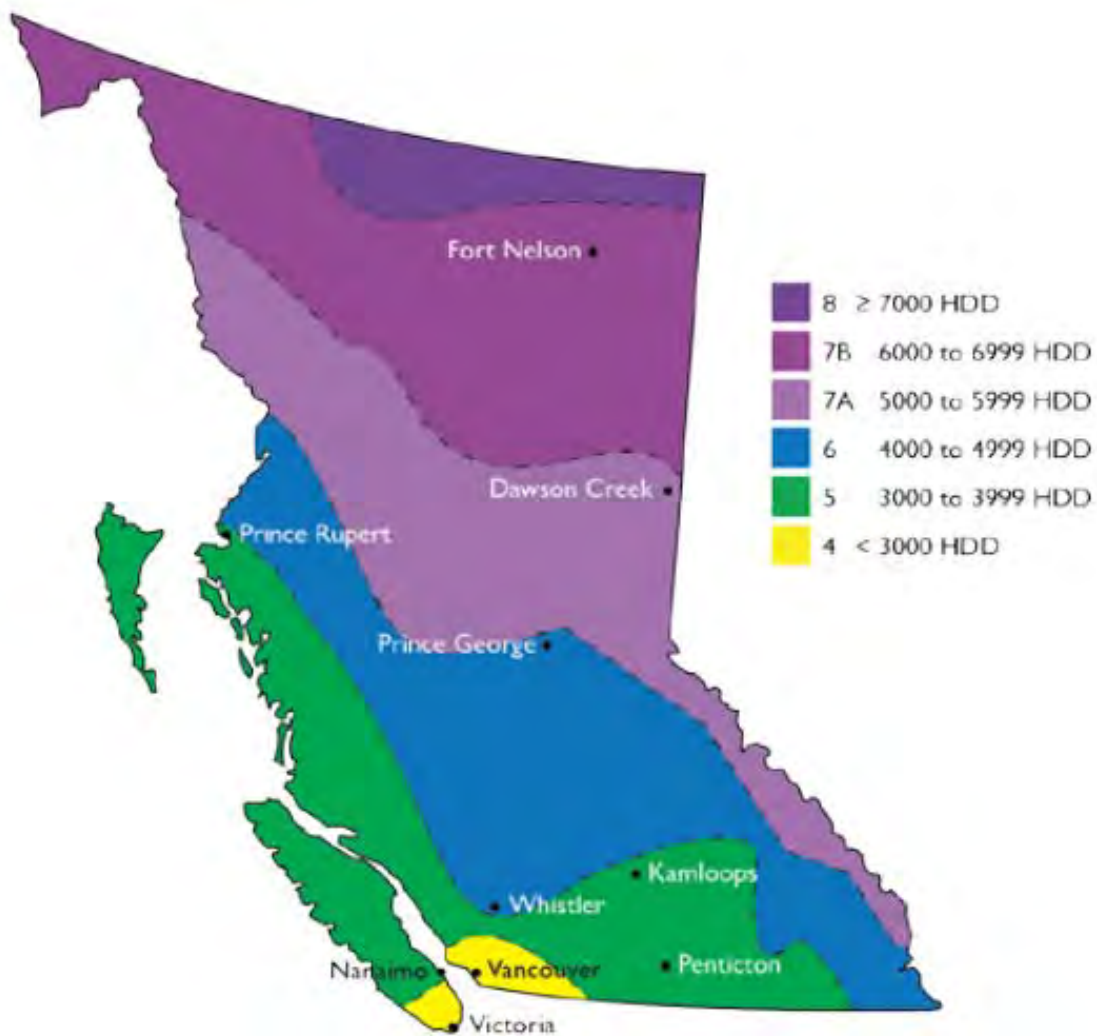 Fort Nelson
8 ≥ 7000 HDD
7B 6000 to 6999 HDD
7A 5000 to 5999 HDD
6 4000 to 4999 HDD
5 3000 to 3999 HDD
4 < 3000 HDD
Dawson Creek
Prince Rupert
Prince George
Kamloops
Whistler
Nanaimo
Vancouver
Penticton
Victoria